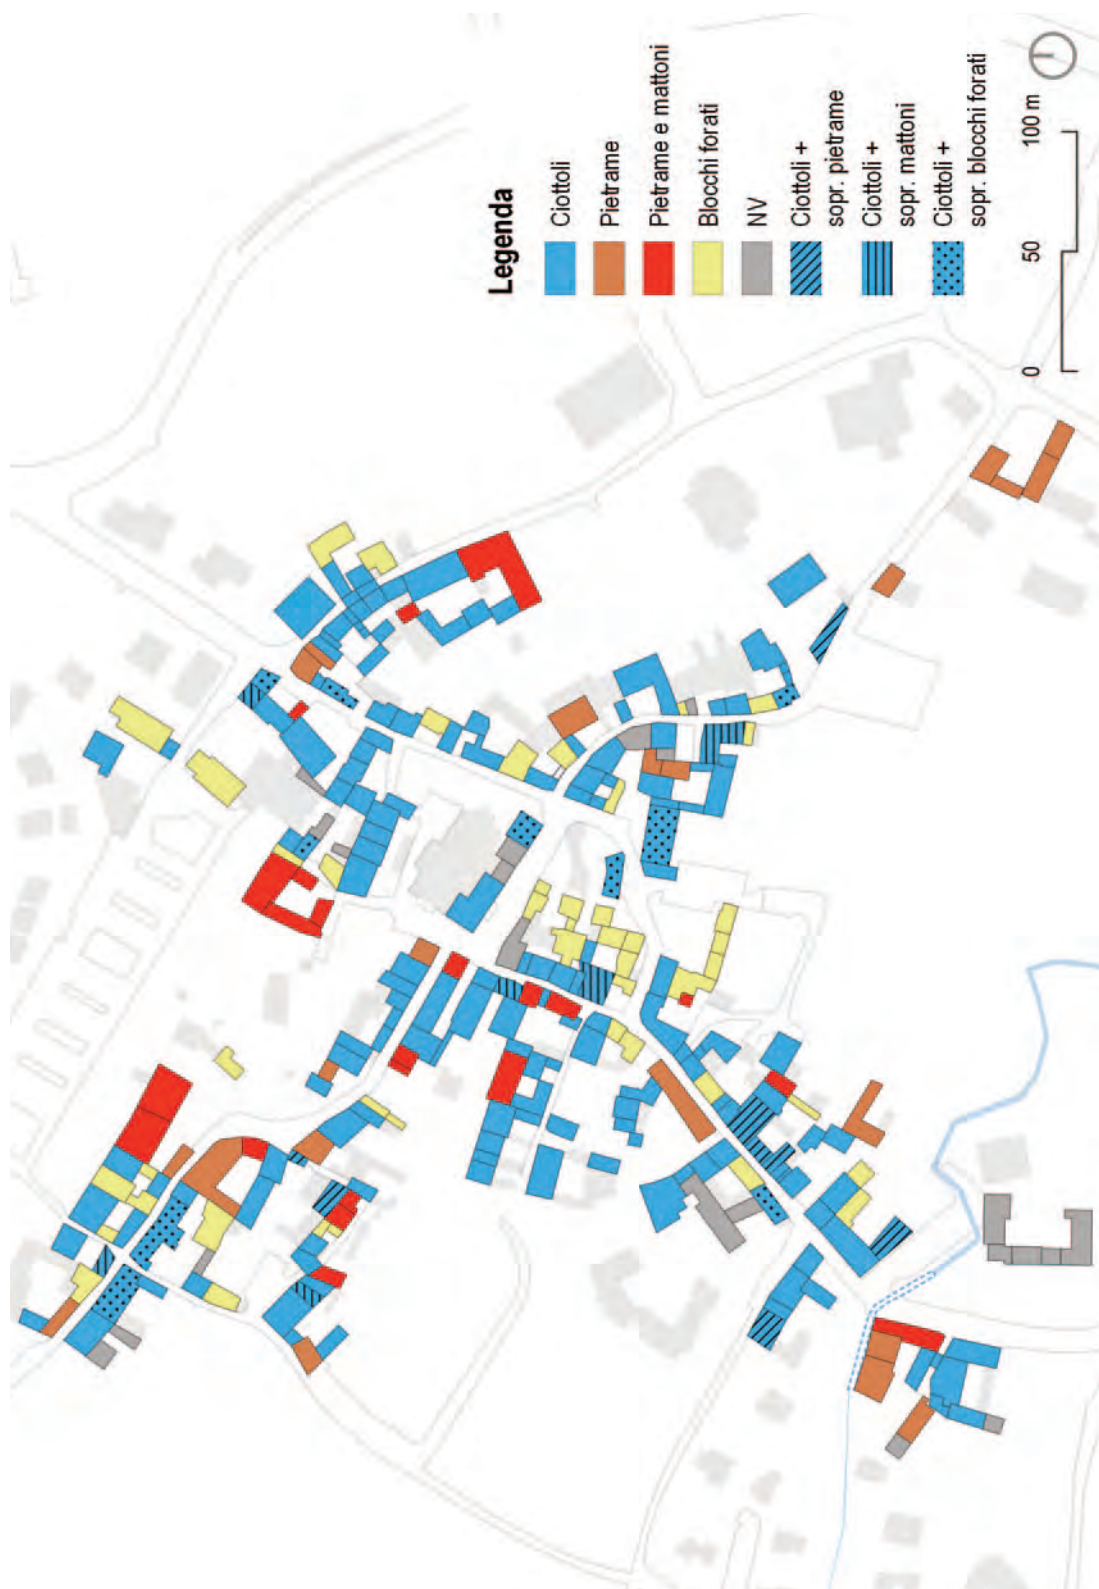 Legenda
Ciottoli
Pietrame
Pietrame e mattoni
Blocchi forati
NV
Ciottoli +
sopr. pietrame
Ciottoli +
sopr. mattoni
Ciottoli +
sopr. blocchi forati
0
50
100 m